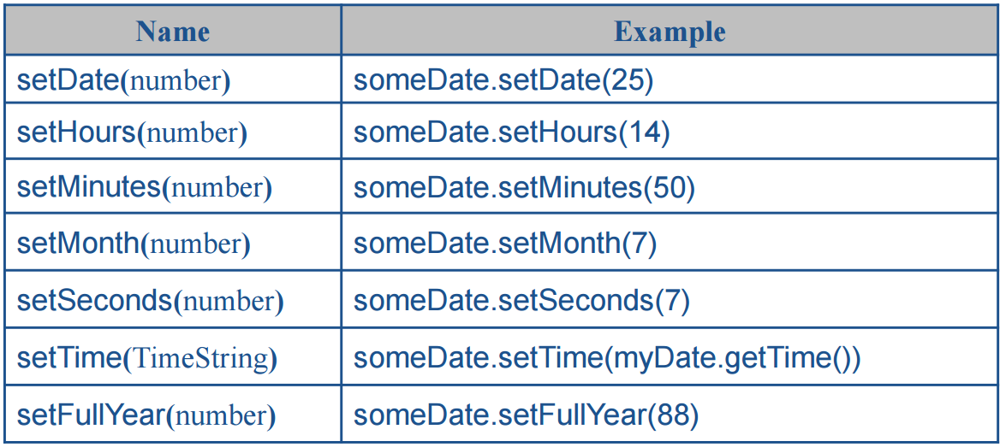 Name Example
setDate(number) someDate.setDate(25)
setHours(number) someDate.setHours(14)
setMinutes(number) someDate.setMinutes(50)
setMonth(number) someDate.setMonth(7)
setSeconds(number) someDate.setSeconds(7)
setTime(TimeString) someDate.setTime(myDate.getTime())
setFullYear(number) someDate.setFullYear(88)